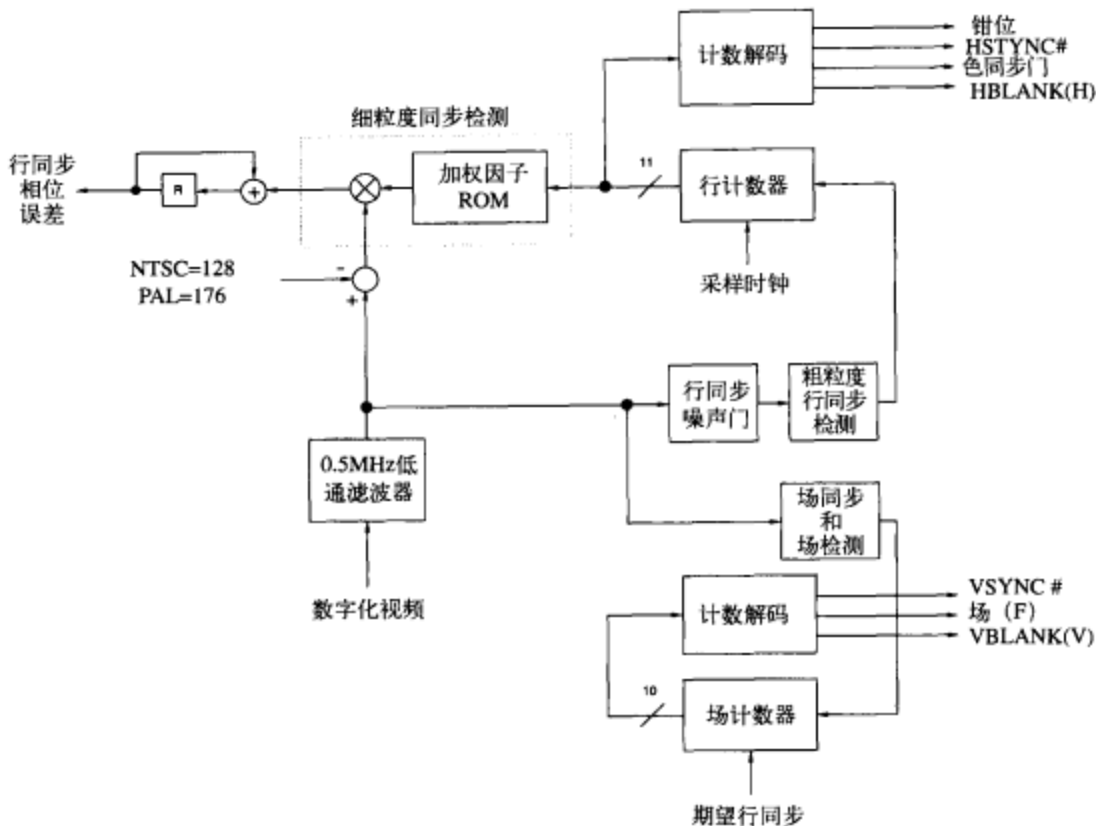 计数解码
钳位
HSTYNC#
色同步门
HBLANK(H)
细粒度同步检测
行同步
相位
误差
R
+
加权因子
ROM
11
行计数器
采样时钟
NTSC=128
PAL=176
-
+
行同步
噪声门
粗粒度
行同步
检测
0.5MHz低
通滤波器
数字化视频
场同步
和
场检测
计数解码
VSYNC #
场（F）
VBLANK(V)
10
场计数器
期望行同步